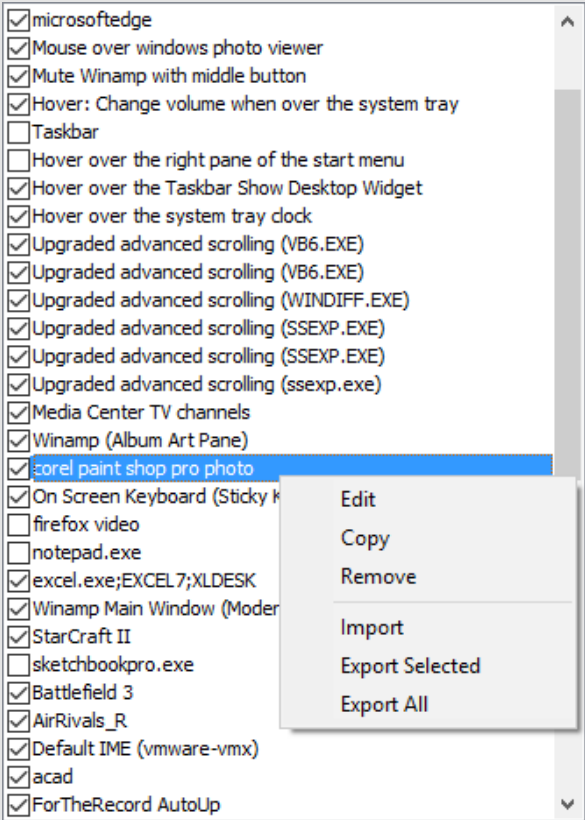 microsoftedge
Mouse over windows photo viewer
Mute Winamp with middle button
Hover: Change volume when over the system tray
Taskbar
Hover over the right pane of the start menu
Hover over the Taskbar Show Desktop Widget
Hover over the system tray clock
Upgraded advanced scrolling (VB6.EXE)
Upgraded advanced scrolling (VB6.EXE)
Upgraded advanced scrolling (WINDIFF.EXE)
Upgraded advanced scrolling (SSEXP.EXE)
Upgraded advanced scrolling (SSEXP.EXE)
Upgraded advanced scrolling (ssexp.exe)
Media Center TV channels
Winamp (Album Art Pane)
corel paint shop pro photo
On Screen Keyboard (Sticky
firefox video
notepad.exe
excel.exe;EXCEL7;XLDESK
Winamp Main Window (Moder
StarCraft II
sketchbookpro.exe
Battlefield 3
AirRivals_R
Default IME (vmware-vmx)
acad
ForTheRecord AutoUp
Edit
Copy
Remove
Import
Export Selected
Export All